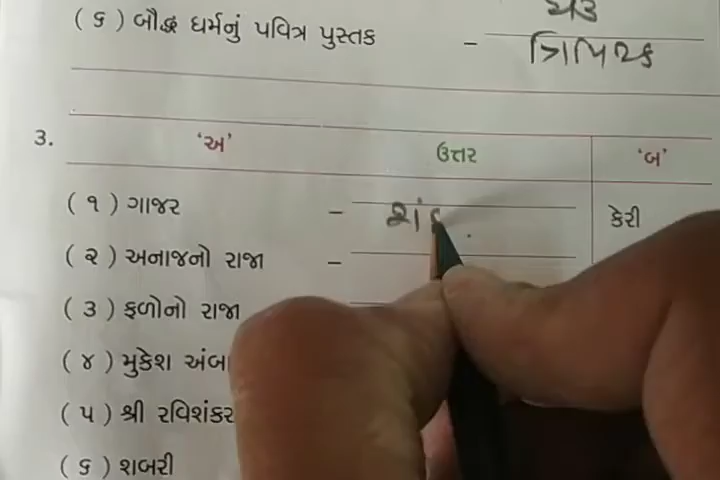 (૬) બૌદ્ધ ધર્મનું પવિત્ર પુસ્તક - ત્રિપિટક
૩. ‘અ’ ઉત્તર ‘બ’
(૧) ગાજર - કેરી
(૨) અનાજનો રાજા -
(૩) ફળોનો રાજા
(૪) મુકેશ
(૫) શ્રી રવિશંકર
(૬) શબરી